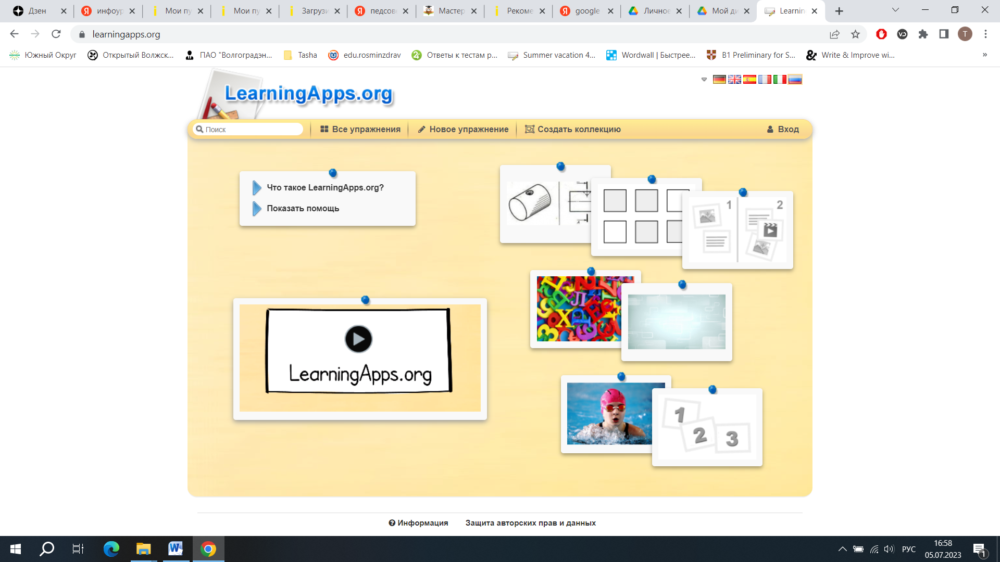 Дзен
инфоур
Мои пу
Мои пу
Загрузи
педсов
Мастер
Рекоме
google
Личное
Мой ди
Learnin
learningapps.org
T
Южный Округ
Открытый Волжск...
ПАО "Волгоградэн...
Tasha
edu.rosminzdrav
Ответы к тестам р...
Summer vacation 4...
Wordwall | Быстрее...
B1 Preliminary for S...
Write & Improve wi...
»
LearningApps.org
Поиск
Все упражнения
Новое упражнение
Создать коллекцию
Вход
Что такое LearningApps.org?
Показать помощь
1
2
LearningApps.org
1
2
3
Информация
Защита авторских прав и данных
РУС
16:58
05.07.2023
1